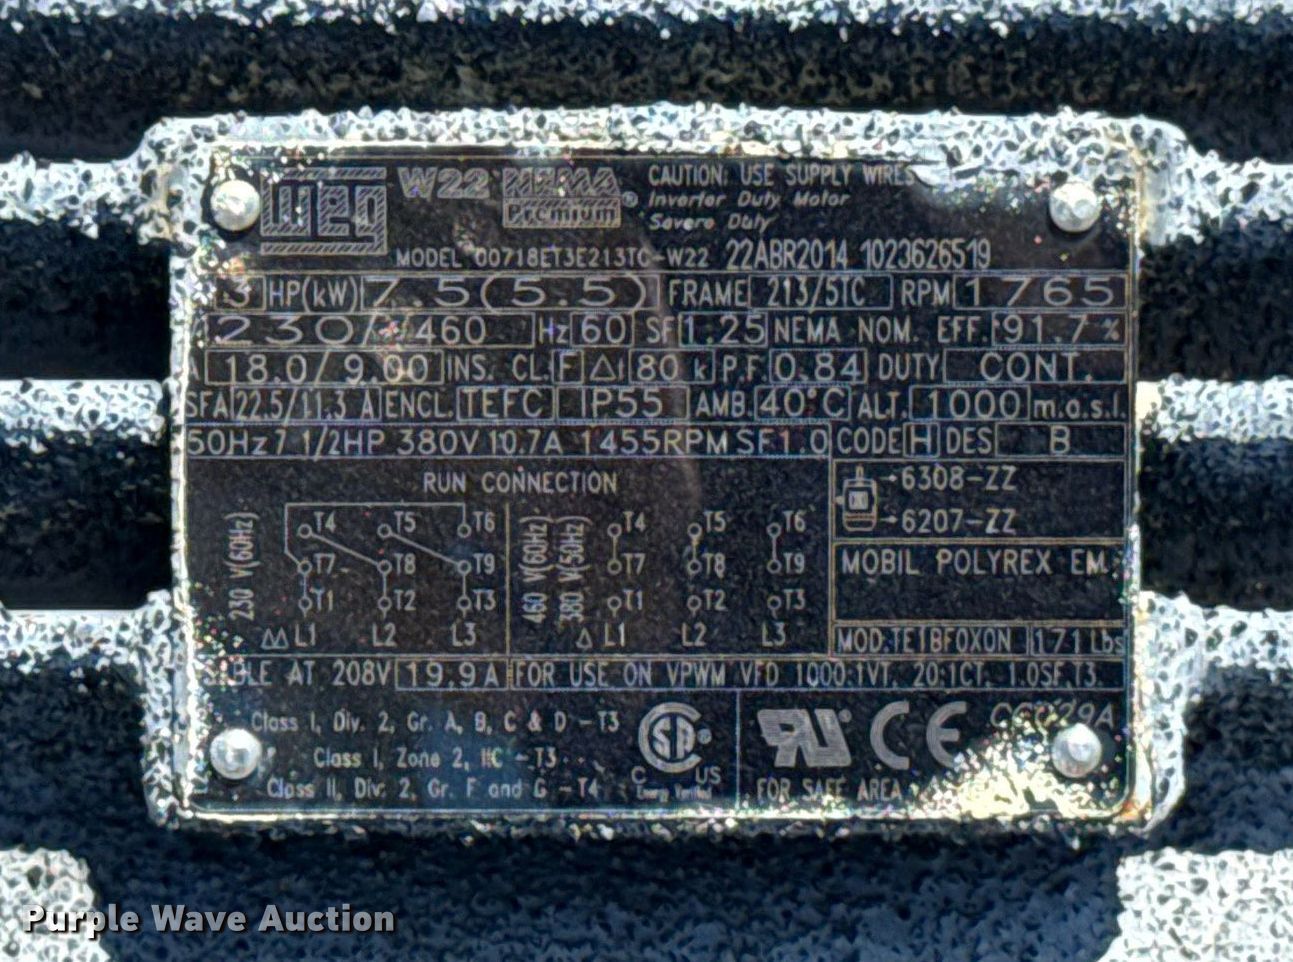 WEG W22 NEMA Premium® CAUTION: USE SUPPLY WIRES
Inverter Duty Motor
Severe Duty
MODEL 00718ET3E213TC-W22 22ABR2014 1023626519
3 HP(kW) 7.5(5.5) FRAME 213/5TC RPM 1765
230// 460 Hz 60 SF 1.25 NEMA NOM. EFF. 91.7 %
18.0/ 9.00 INS. CL. F Δt 80 k P.F. 0.84 DUTY CONT.
SFA 22.5/11.3 A ENCL. TEFC IP55 AMB. 40°C ALT. 1000 m.a.s.l.
50Hz 7 1/2HP 380V 10.7A 1455RPM SF1.0 CODE H DES B
RUN CONNECTION
→6308-ZZ
→6207-ZZ
MOBIL POLYREX EM
230 V(60Hz)
T4 T5 T6
T7 T8 T9
T1 T2 T3
ΔΔ L1 L2 L3
460 V(60Hz)
380 V(50Hz)
T4 T5 T6
T7 T8 T9
T1 T2 T3
Δ L1 L2 L3
MOD.TE1BF0X0N 171 Lbs
AT 208V 19.9 A FOR USE ON VPWM VFD 1000:1VT, 20:1CT, 1.0SF,T3.
Class I, Div. 2, Gr. A, B, C & D - T3
Class I, Zone 2, IIC - T3
Class II, Div. 2, Gr. F and G - T4
SA® C US
Energy Verified
RU CE CC029A
FOR SAFE AREA
Purple Wave Auction